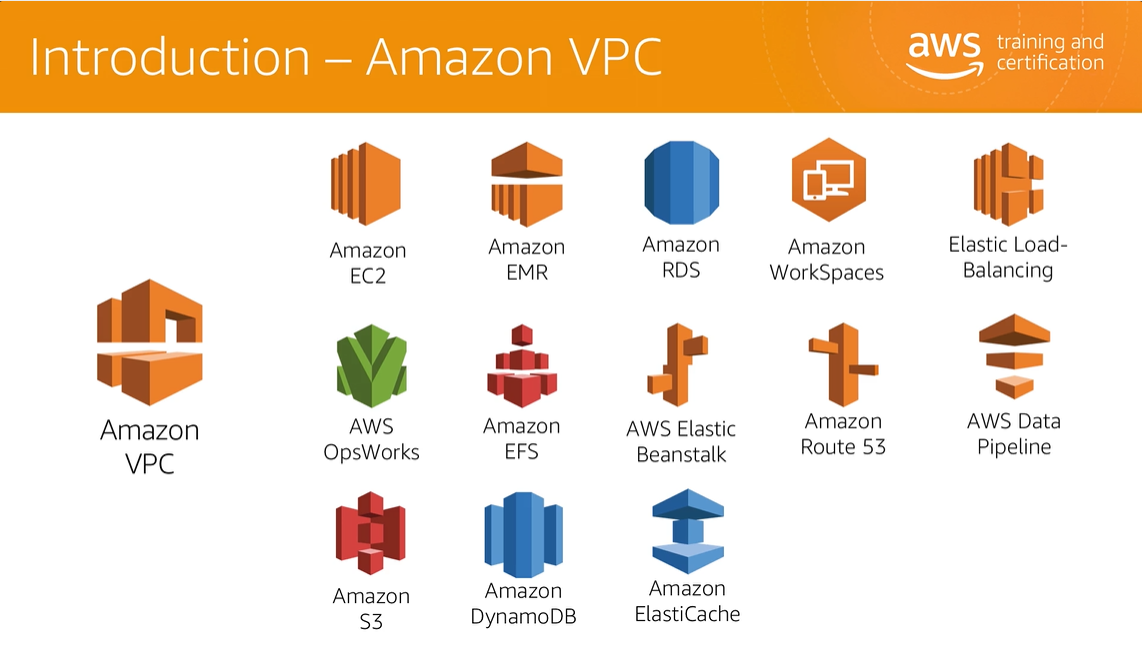 Introduction – Amazon VPC
aws
training and
certification
Amazon
EC2
Amazon
EMR
Amazon
RDS
Amazon
WorkSpaces
Elastic Load-
Balancing
Amazon
VPC
AWS
OpsWorks
Amazon
EFS
AWS Elastic
Beanstalk
Amazon
Route 53
AWS Data
Pipeline
Amazon
S3
Amazon
DynamoDB
Amazon
ElastiCache